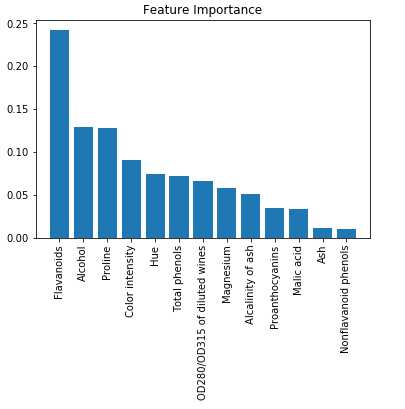 Feature Importance
0.25
0.20
0.15
0.10
0.05
0.00
Flavanoids
Alcohol
Proline
Color intensity
Hue
Total phenols
OD280/OD315 of diluted wines
Magnesium
Alcalinity of ash
Proanthocyanins
Malic acid
Ash
Nonflavanoid phenols